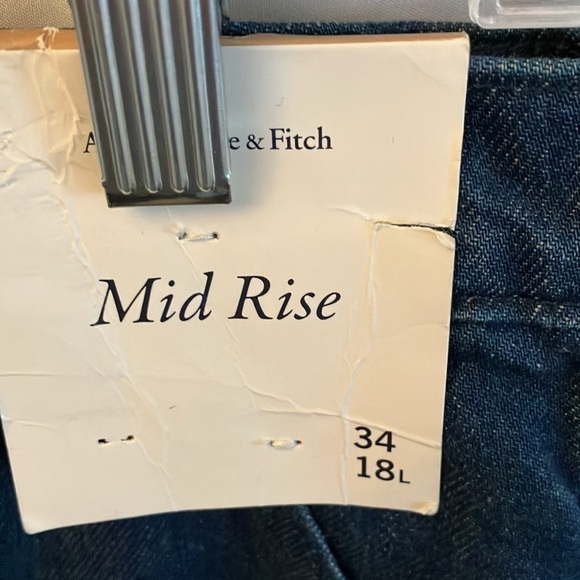 & Fitch
Mid Rise
34
18L